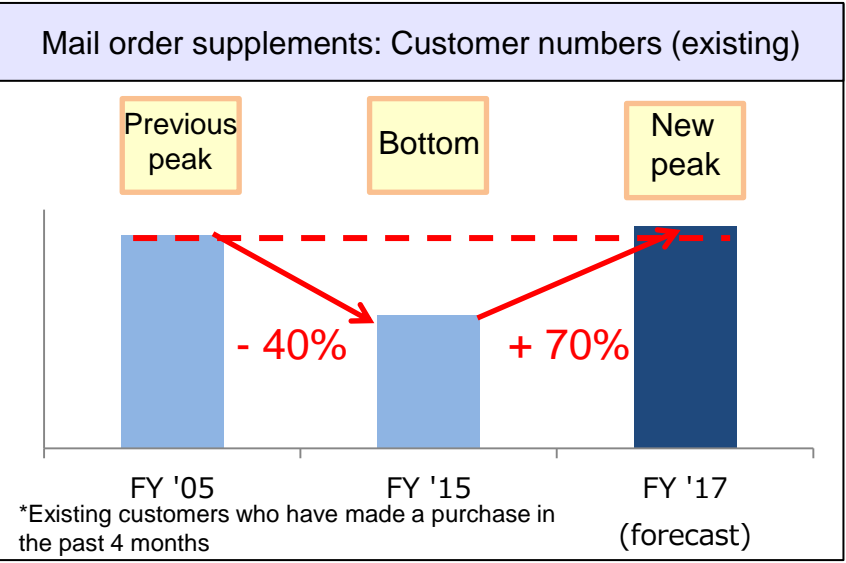 Mail order supplements: Customer numbers (existing)
Previous
peak
Bottom
New
peak
- 40%
+ 70%
FY '05
FY '15
FY '17
(forecast)
*Existing customers who have made a purchase in
the past 4 months